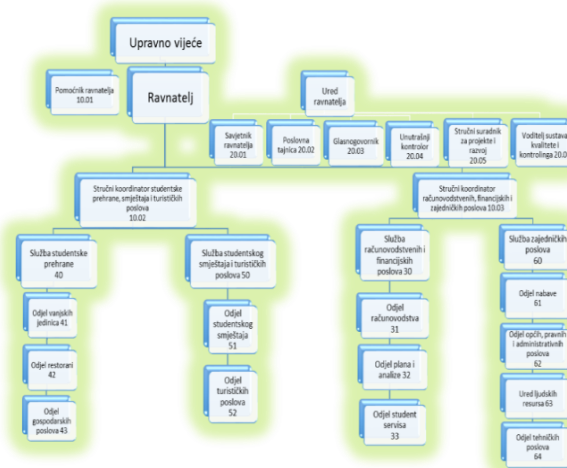 Upravno vijeće
Pomoćnik ravnatelja
10.01
Ravnatelj
Ured
ravnatelja
Savjetnik
ravnatelja
20.01
Poslovna
tajnica 20.02
Glasnogovornik
20.03
Unutrašnji
kontrolor
20.04
Stručni suradnik
za projekte i
razvoj
20.05
Voditelj sustava
kvalitete i
kontrolinga 20.0
Stručni koordinator studentske
prehrane, smještaja i turističkih
poslova
10.02
Stručni koordinator
računovodstvenih, financijskih i
zajedničkih poslova 10.03
Služba studentske
prehrane
40
Služba studentskog
smještaja i turističkih
poslova 50
Služba
računovodstvenih i
financijskih
poslova 30
Služba zajedničkih
poslova
60
Odjel vanjskih
jedinica 41
Odjel restorani
42
Odjel
gospodarskih
poslova 43
Odjel
studentskog
smještaja
51
Odjel
turističkih
poslova
52
Odjel
računovodstva
31
Odjel plana i
analize 32
Odjel student
servisa
33
Odjel nabave
61
Odjel općih, pravnih
i administrativnih
poslova
62
Ured ljudskih
resursa 63
Odjel tehničkih
poslova
64